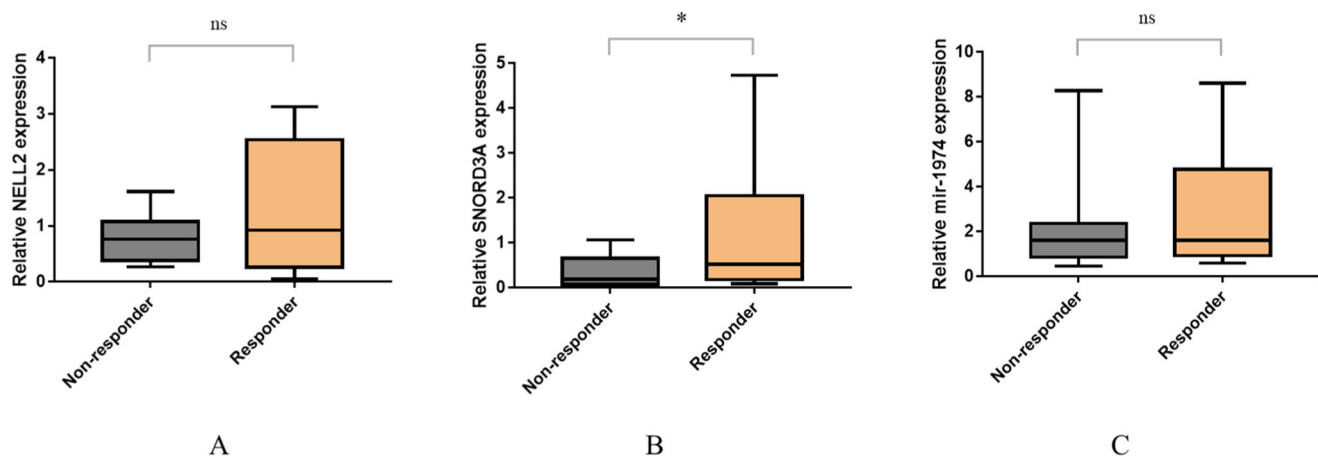 ns
Relative NELL2 expression
4
3
2
1
0
Non-responder
Responder
A
*
Relative SNORD3A expression
5
4
3
2
1
0
Non-responder
Responder
B
ns
Relative mir-1974 expression
10
8
6
4
2
0
Non-responder
Responder
C